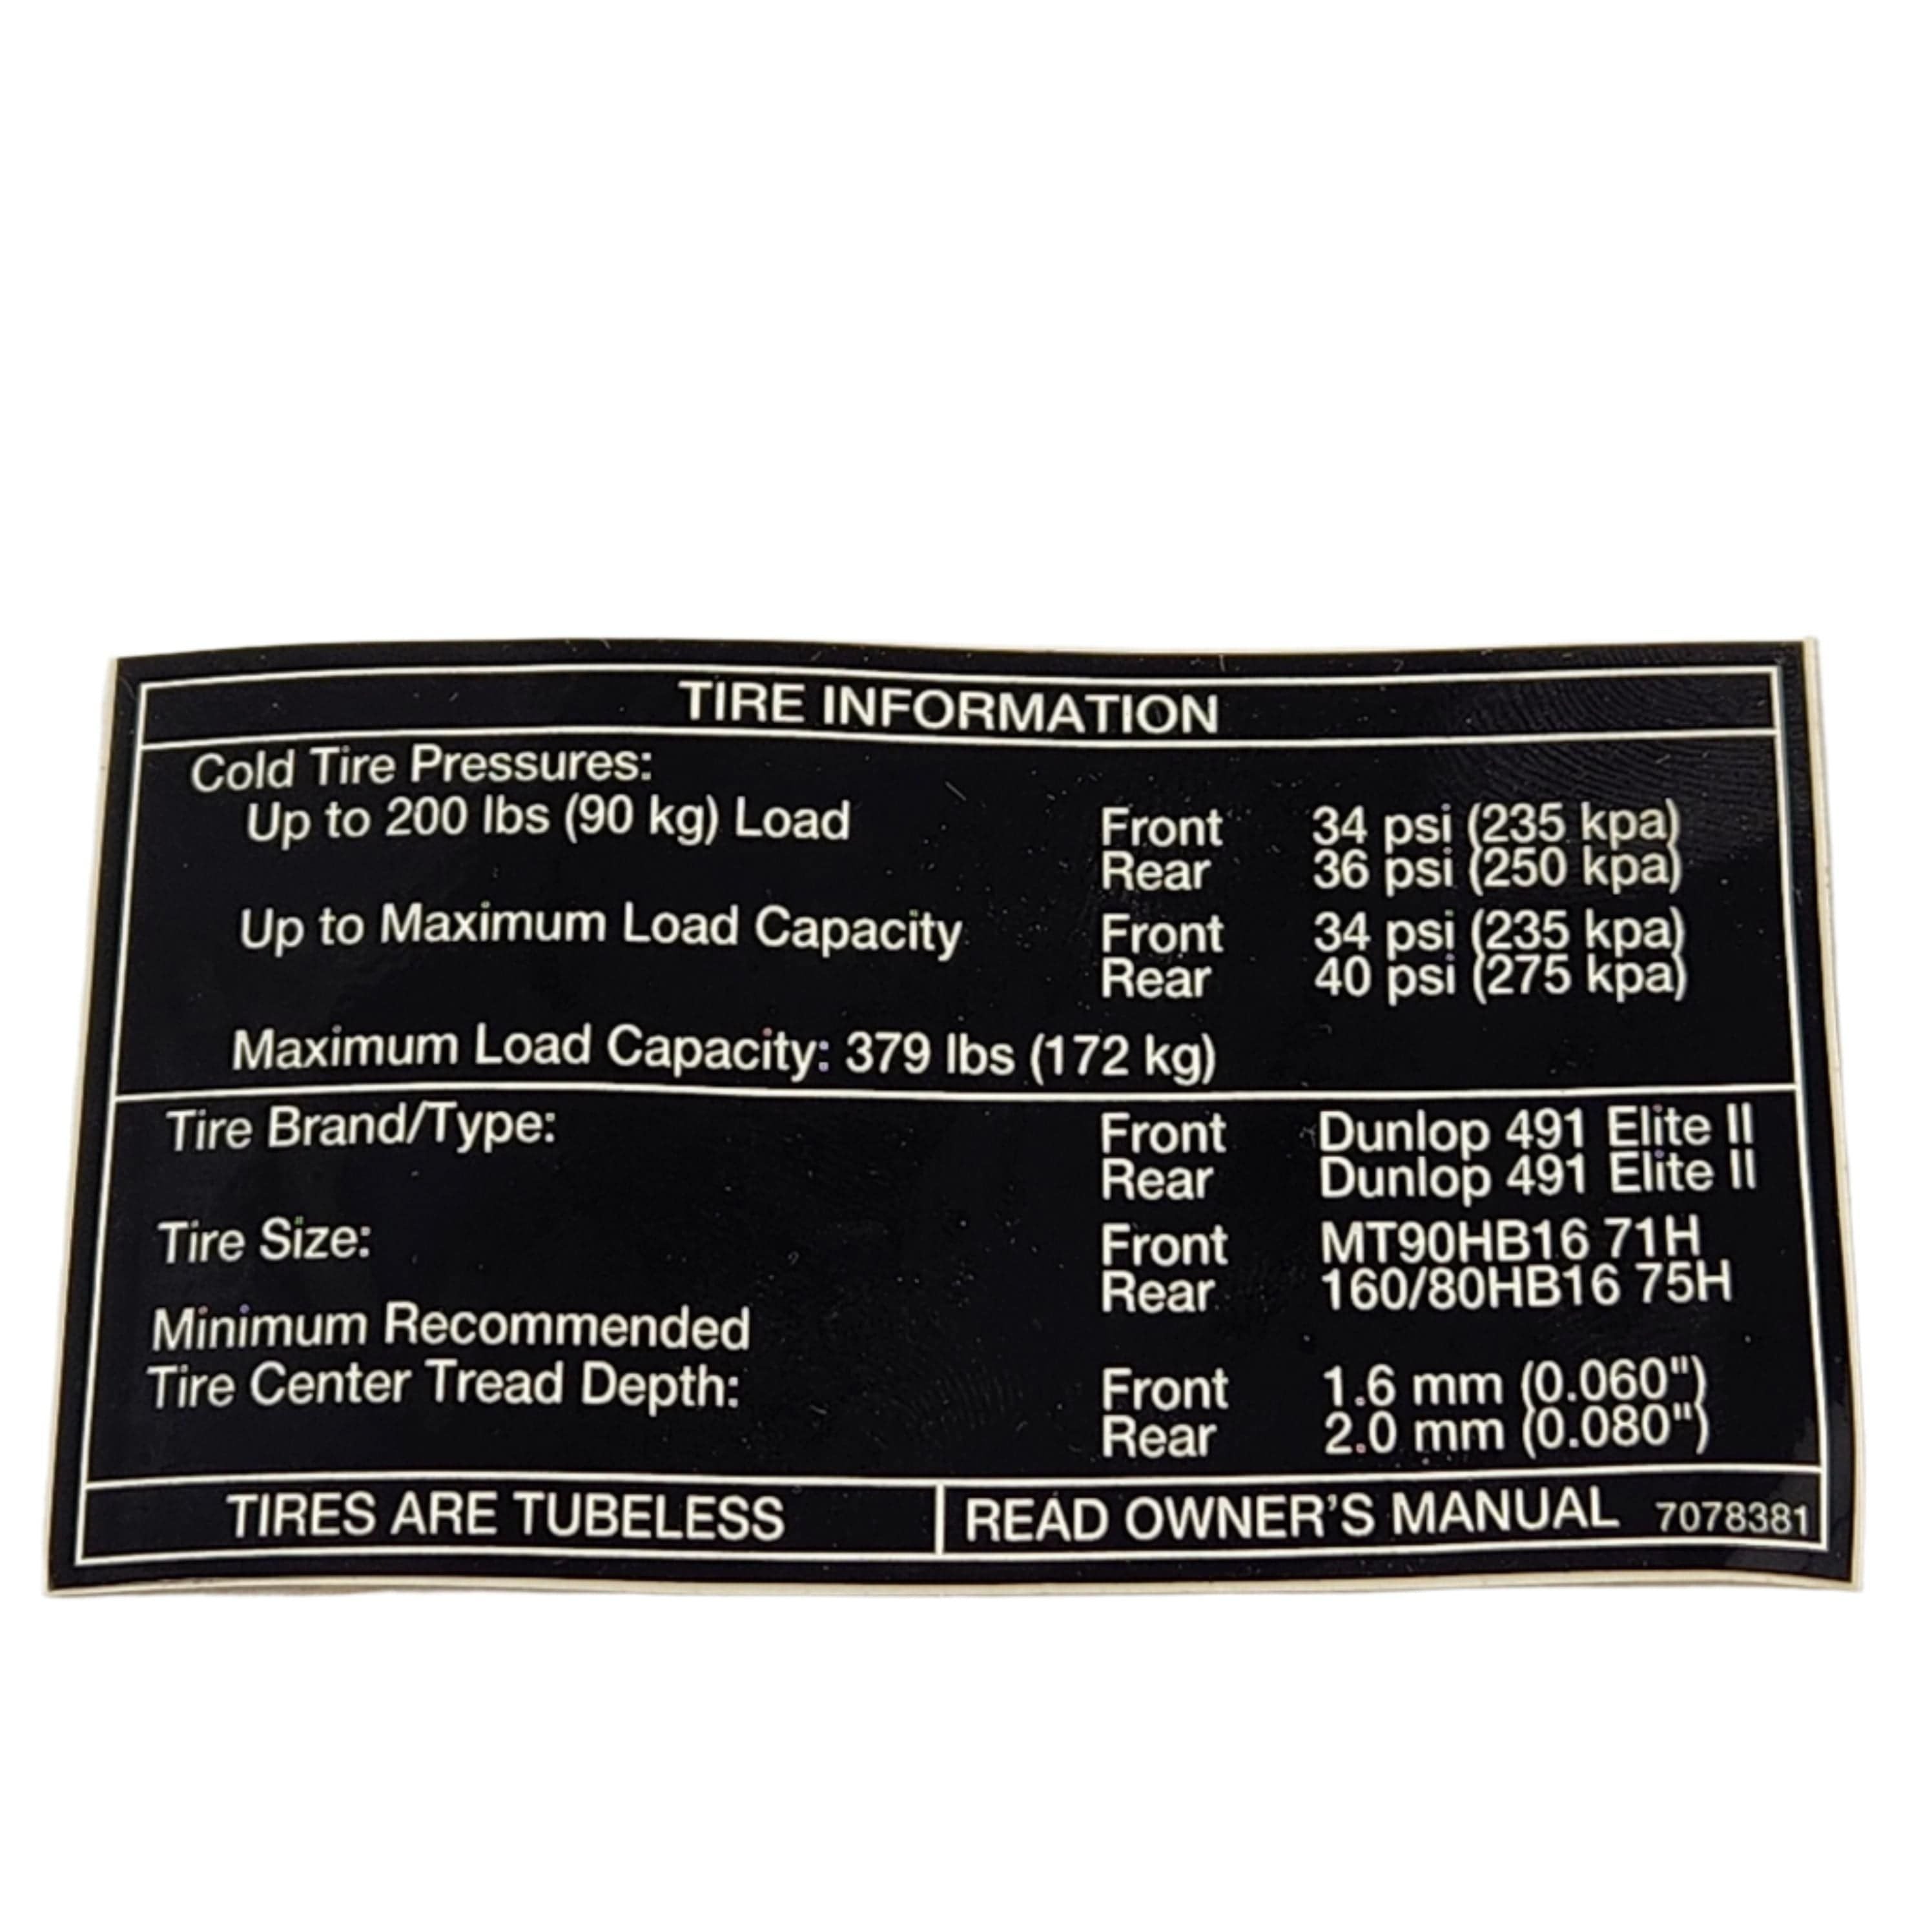 TIRE INFORMATION
Cold Tire Pressures:
Up to 200 lbs (90 kg) Load Front 34 psi (235 kpa)
Rear 36 psi (250 kpa)
Up to Maximum Load Capacity Front 34 psi (235 kpa)
Rear 40 psi (275 kpa)
Maximum Load Capacity: 379 lbs (172 kg)
Tire Brand/Type: Front Dunlop 491 Elite II
Rear Dunlop 491 Elite II
Tire Size: Front MT90HB16 71H
Rear 160/80HB16 75H
Minimum Recommended
Tire Center Tread Depth: Front 1.6 mm (0.060")
Rear 2.0 mm (0.080")
TIRES ARE TUBELESS READ OWNER'S MANUAL 7078381